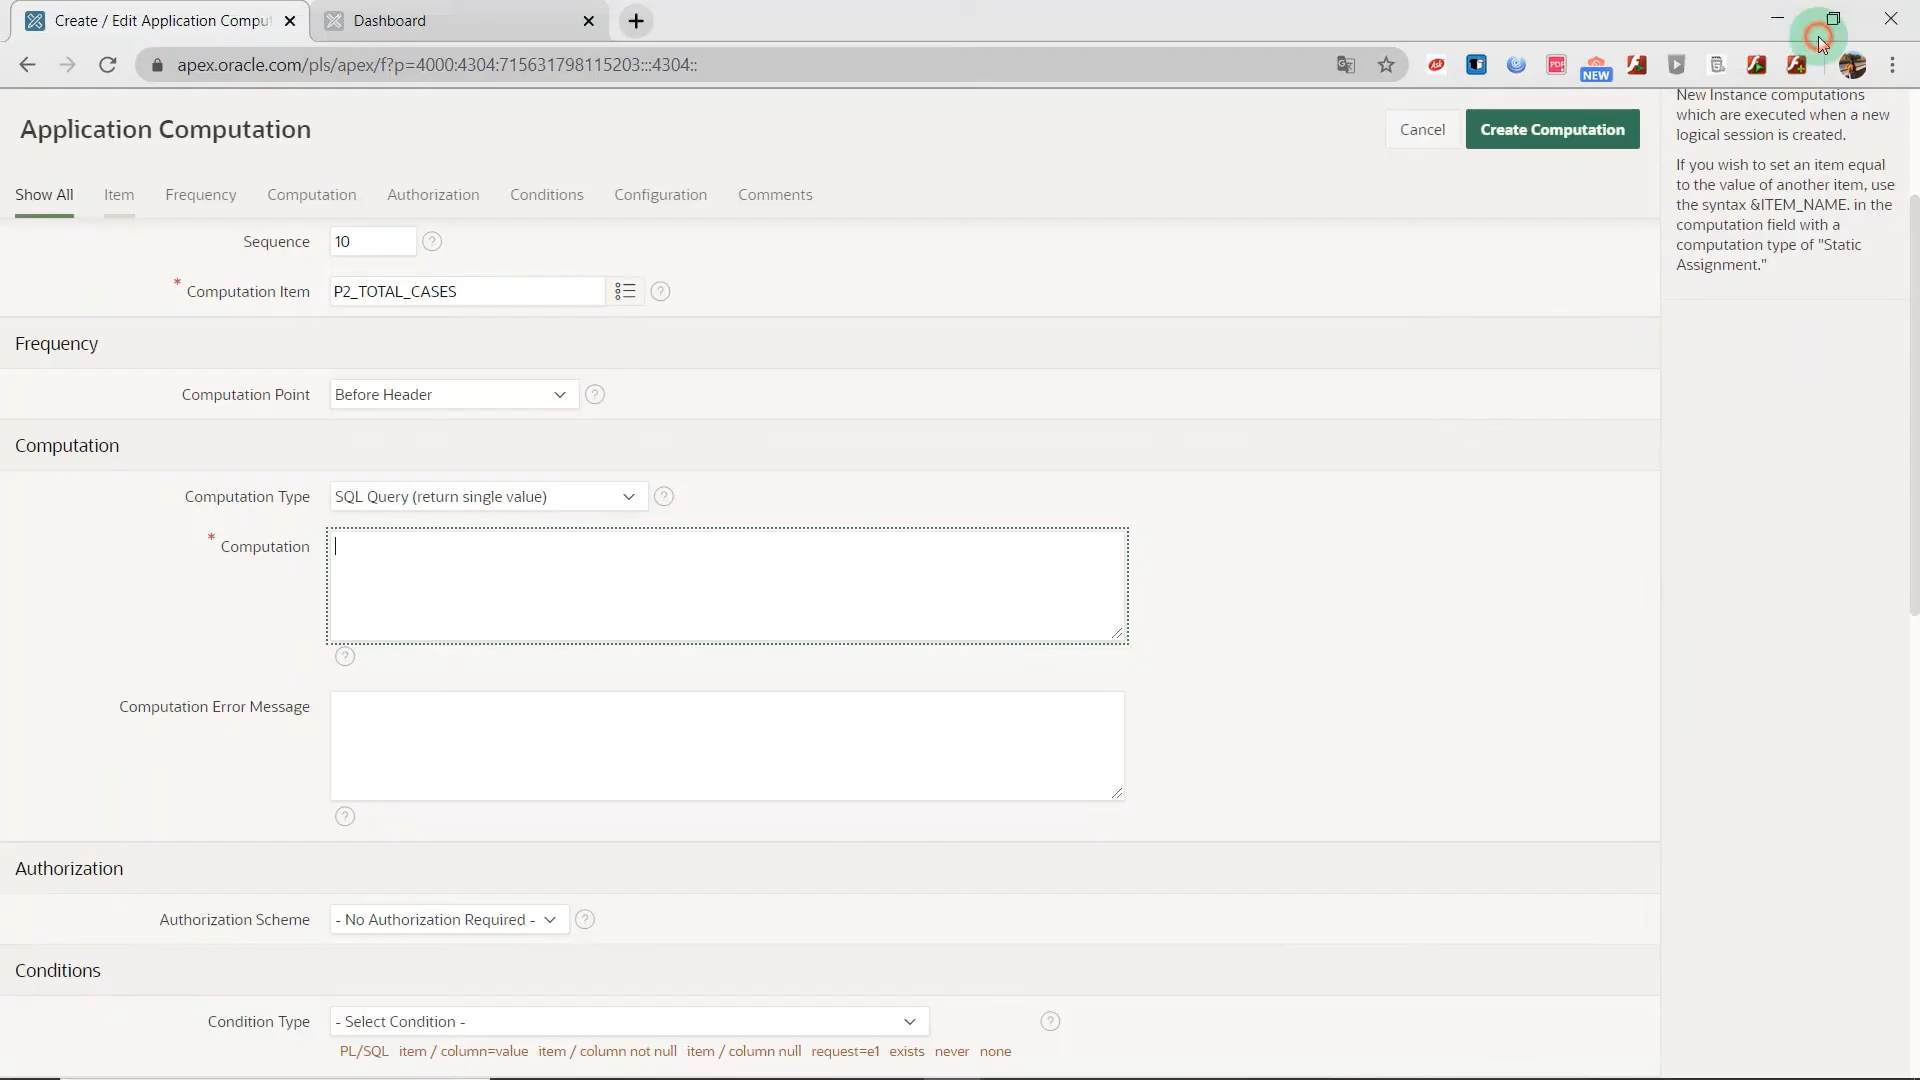 Create / Edit Application Compu
Dashboard
apex.oracle.com/pls/apex/f?p=4000:4304:715631798115203:::4304::
Ask
PDF
NEW
Application Computation
Cancel
Create Computation
Show All
Item
Frequency
Computation
Authorization
Conditions
Configuration
Comments
Sequence
10
?
* Computation Item
P2_TOTAL_CASES
?
Frequency
Computation Point
Before Header
?
Computation
Computation Type
SQL Query (return single value)
?
* Computation
?
Computation Error Message
?
Authorization
Authorization Scheme
- No Authorization Required -
?
Conditions
Condition Type
- Select Condition -
?
PL/SQL item / column=value item / column not null item / column null request=e1 exists never none
New Instance computations
which are executed when a new
logical session is created.
If you wish to set an item equal
to the value of another item, use
the syntax &ITEM_NAME. in the
computation field with a
computation type of "Static
Assignment."